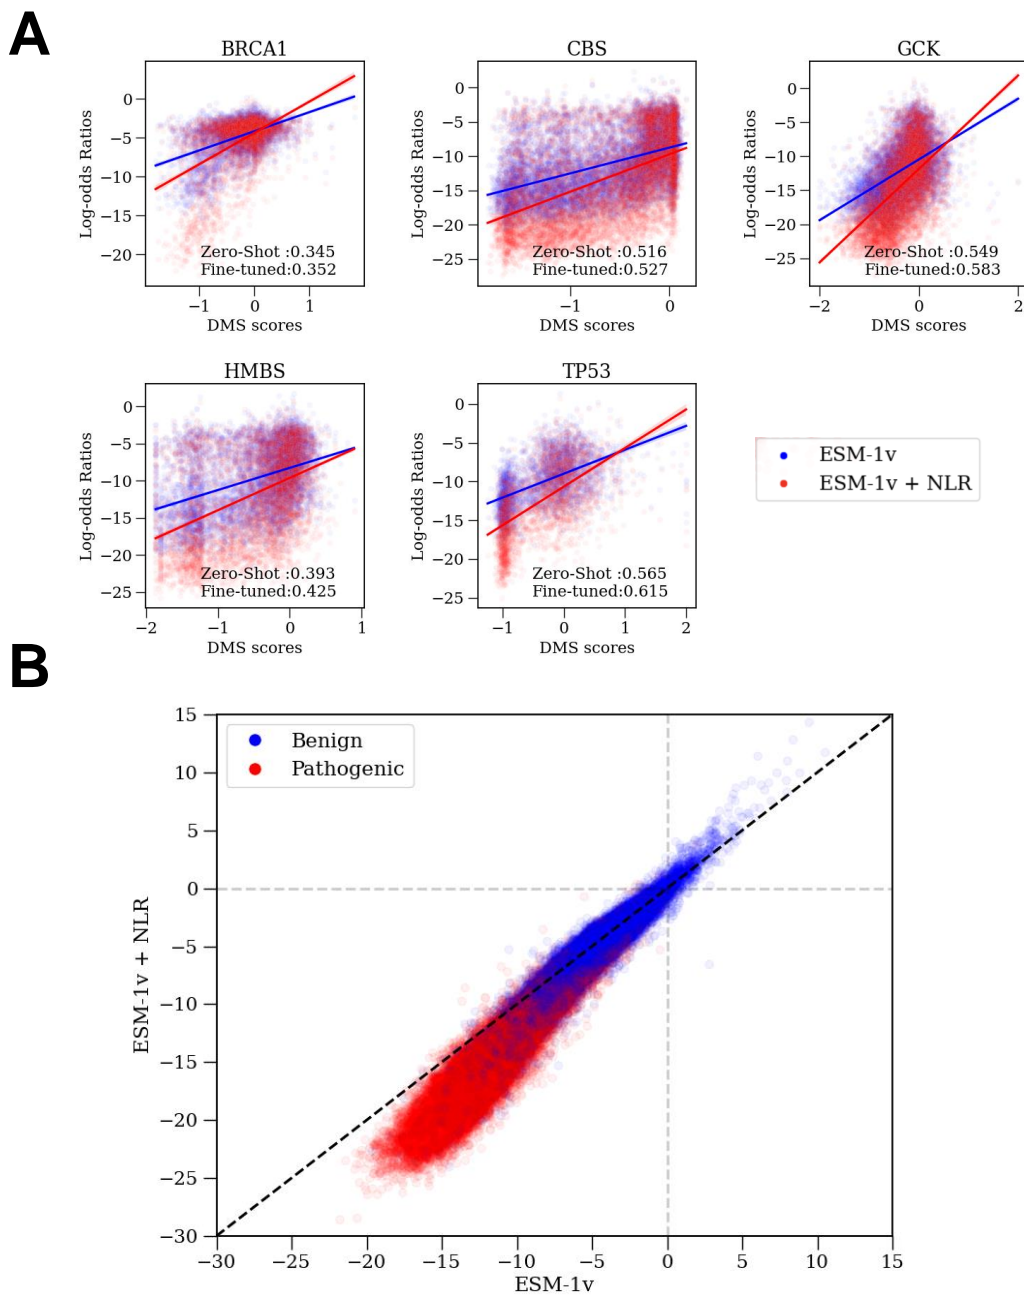 A
BRCA1
Log-odds Ratios
0
−5
−10
−15
−20
Zero-Shot :0.345
Fine-tuned:0.352
−1 0 1
DMS scores
CBS
Log-odds Ratios
0
−5
−10
−15
−20
−25
Zero-Shot :0.516
Fine-tuned:0.527
−1 0
DMS scores
GCK
Log-odds Ratios
0
−5
−10
−15
−20
−25
Zero-Shot :0.549
Fine-tuned:0.583
−2 0 2
DMS scores
HMBS
Log-odds Ratios
0
−5
−10
−15
−20
−25
Zero-Shot :0.393
Fine-tuned:0.425
−2 −1 0 1
DMS scores
TP53
Log-odds Ratios
0
−5
−10
−15
−20
−25
Zero-Shot :0.565
Fine-tuned:0.615
−1 0 1 2
DMS scores
ESM-1v
ESM-1v + NLR
B
Benign
Pathogenic
ESM-1v + NLR
15
10
5
0
−5
−10
−15
−20
−25
−30
−30 −25 −20 −15 −10 −5 0 5 10 15
ESM-1v